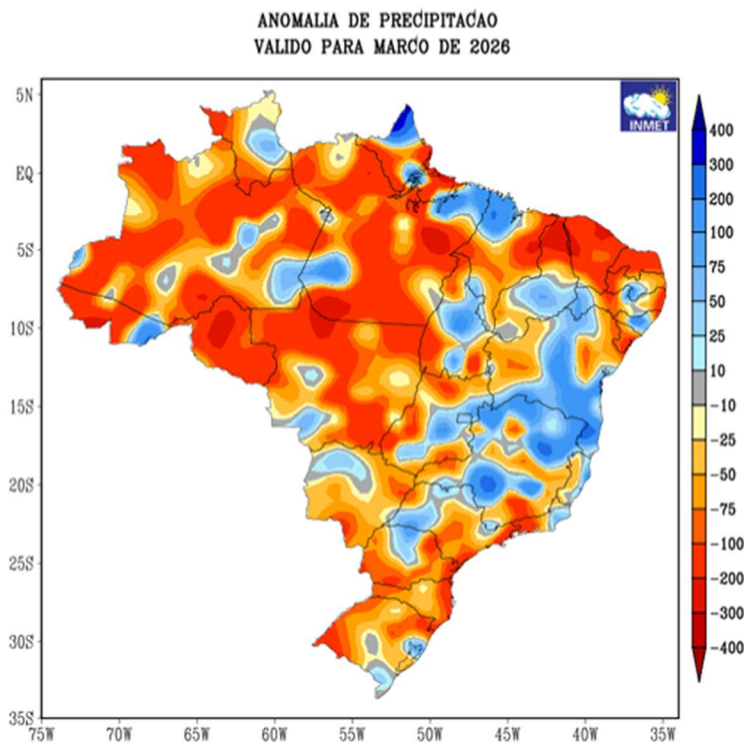 ANOMALIA DE PRECIPITACAO
VALIDO PARA MARCO DE 2026
INMET
5N
EQ
5S
10S
15S
20S
25S
30S
35S
75W
70W
65W
60W
55W
50W
45W
40W
35W
400
300
200
100
75
50
25
10
-10
-25
-50
-75
-100
-200
-300
-400